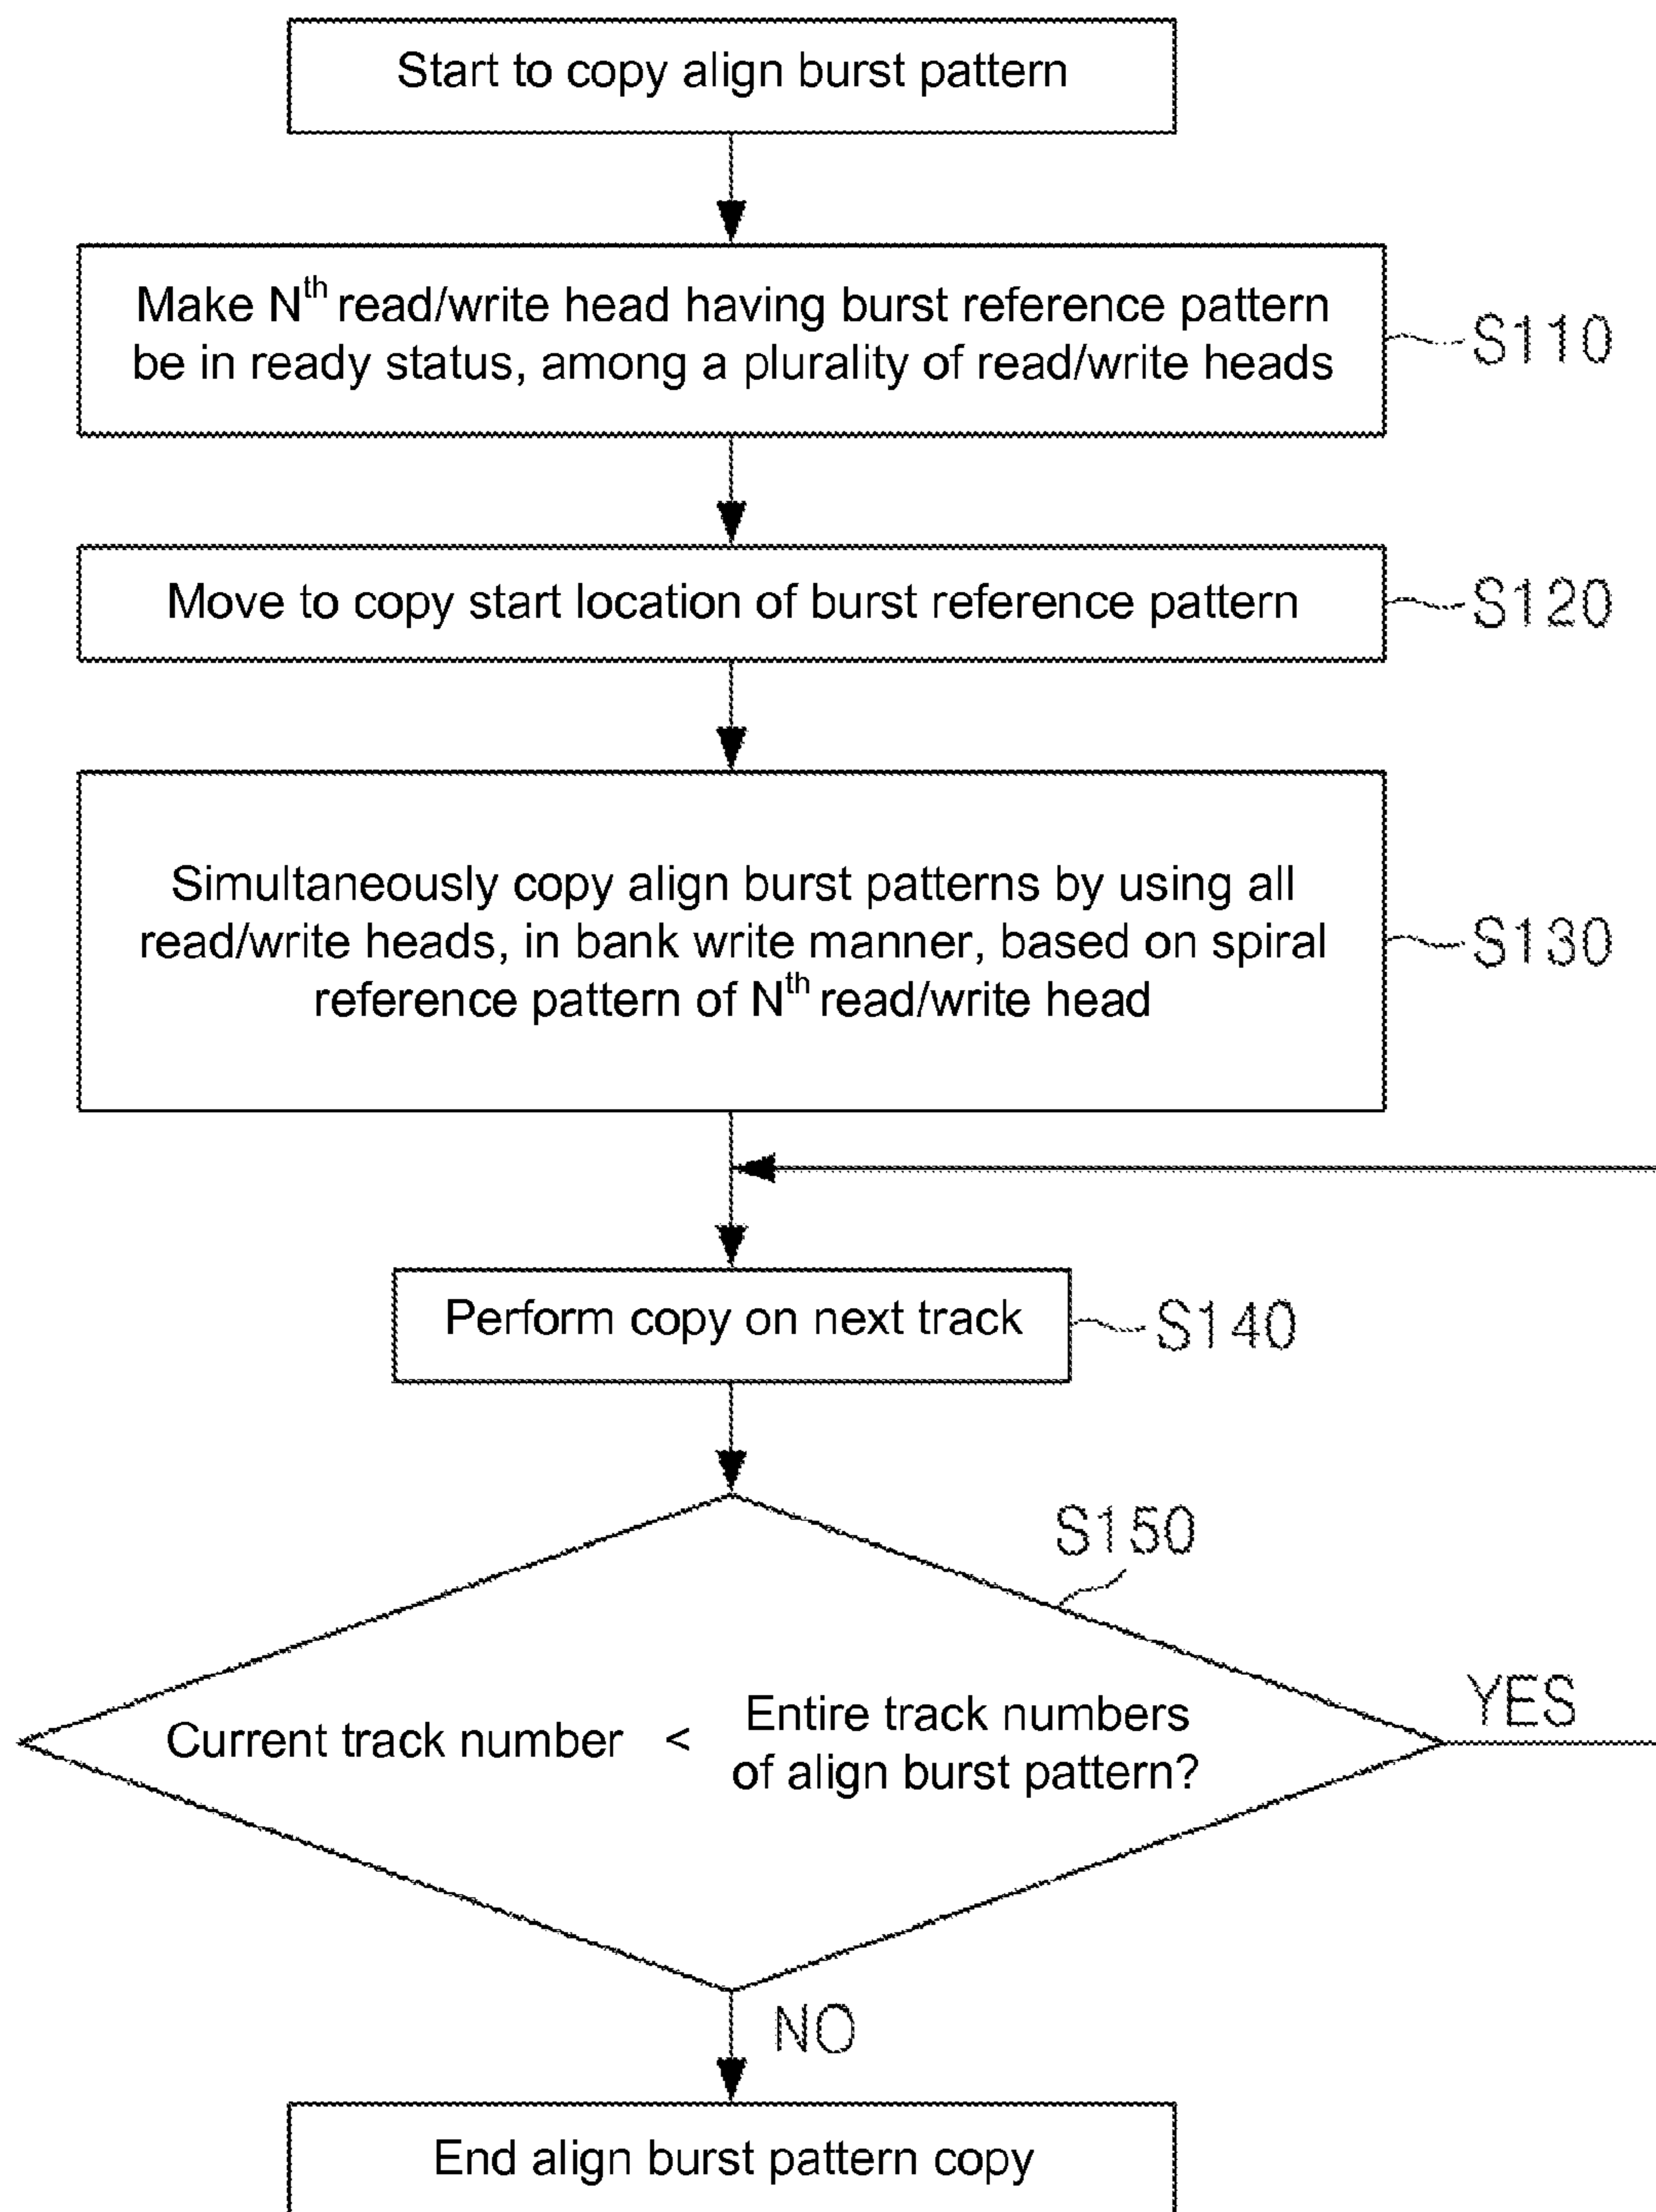 Start to copy align burst pattern
Make Nth read/write head having burst reference pattern
be in ready status, among a plurality of read/write heads
S110
Move to copy start location of burst reference pattern
S120
Simultaneously copy align burst patterns by using all
read/write heads, in bank write manner, based on spiral
reference pattern of Nth read/write head
S130
Perform copy on next track
S140
S150
Current track number < Entire track numbers
of align burst pattern?
YES
NO
End align burst pattern copy